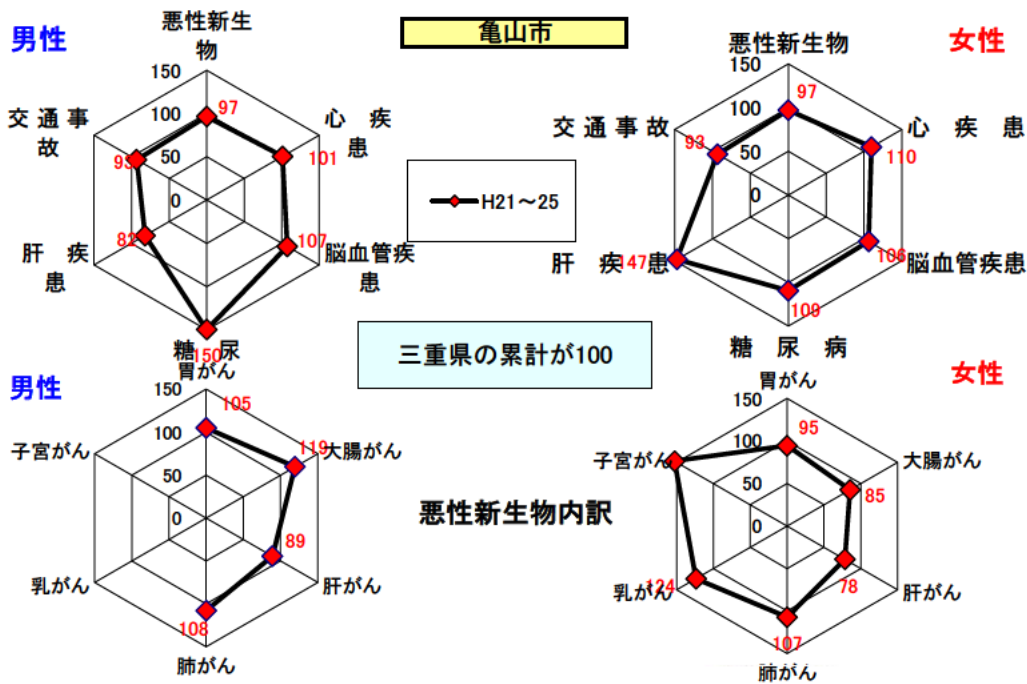 男性
亀山市
女性
悪性新生
物
150
100
50
0
97
心 疾
患
101
107
脳血管疾
患
糖 尿
150
肝 疾
患
82
交 通 事
故
93
H21～25
悪性新生物
150
100
50
0
97
心 疾 患
110
106
脳血管疾患
109
糖 尿 病
肝 疾 患
147
交 通 事 故
93
三重県の累計が100
男性
女性
胃がん
150
100
50
0
105
119
大腸がん
89
肝がん
108
肺がん
乳がん
子宮がん
悪性新生物内訳
胃がん
150
100
50
0
95
大腸がん
85
78
肝がん
107
肺がん
乳がん
124
子宮がん